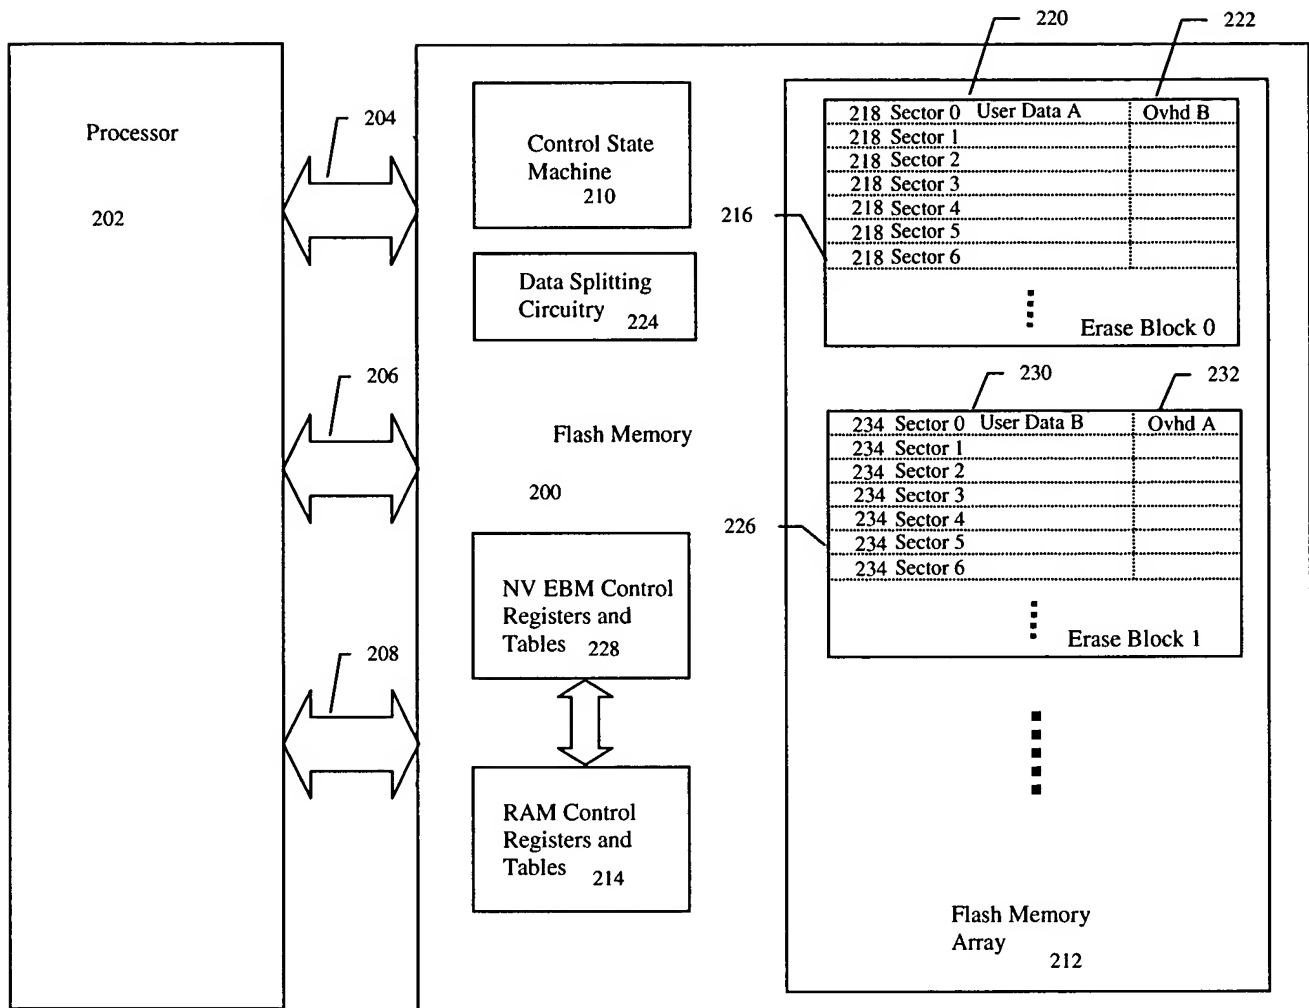 220
222
Processor
202
204
206
208
Control State
Machine
210
Data Splitting
Circuitry
224
Flash Memory
200
NV EBM Control
Registers and
Tables
228
RAM Control
Registers and
Tables
214
216
218 Sector 0 User Data A Ovhd B
218 Sector 1
218 Sector 2
218 Sector 3
218 Sector 4
218 Sector 5
218 Sector 6
Erase Block 0
230
232
226
234 Sector 0 User Data B Ovhd A
234 Sector 1
234 Sector 2
234 Sector 3
234 Sector 4
234 Sector 5
234 Sector 6
Erase Block 1
Flash Memory
Array
212